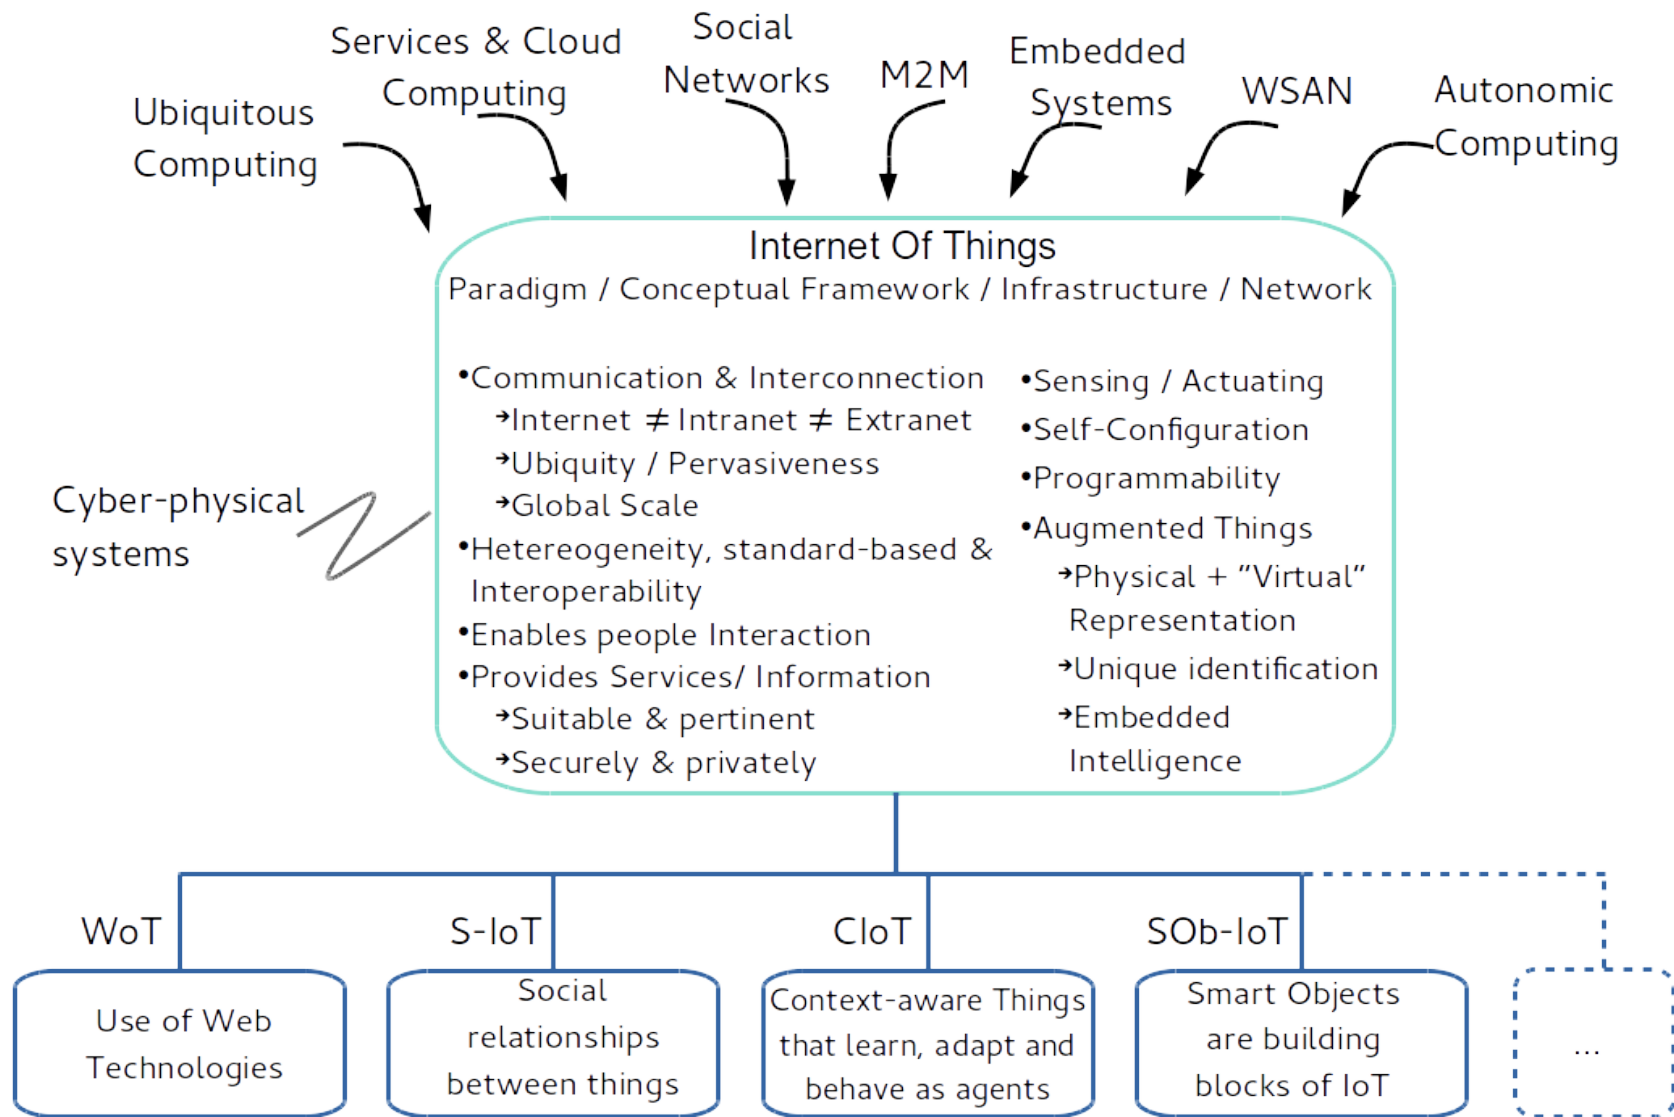 Ubiquitous
Computing
Services & Cloud
Computing
Social
Networks
M2M
Embedded
Systems
WSAN
Autonomic
Computing
Internet Of Things
Paradigm / Conceptual Framework / Infrastructure / Network
•Communication & Interconnection
➔Internet ≠ Intranet ≠ Extranet
➔Ubiquity / Pervasiveness
➔Global Scale
•Hetereogeneity, standard-based &
Interoperability
•Enables people Interaction
•Provides Services/ Information
➔Suitable & pertinent
➔Securely & privately
•Sensing / Actuating
•Self-Configuration
•Programmability
•Augmented Things
➔Physical + "Virtual"
Representation
➔Unique identification
➔Embedded
Intelligence
Cyber-physical
systems
WoT
Use of Web
Technologies
S-IoT
Social
relationships
between things
CIoT
Context-aware Things
that learn, adapt and
behave as agents
SOb-IoT
Smart Objects
are building
blocks of IoT
...